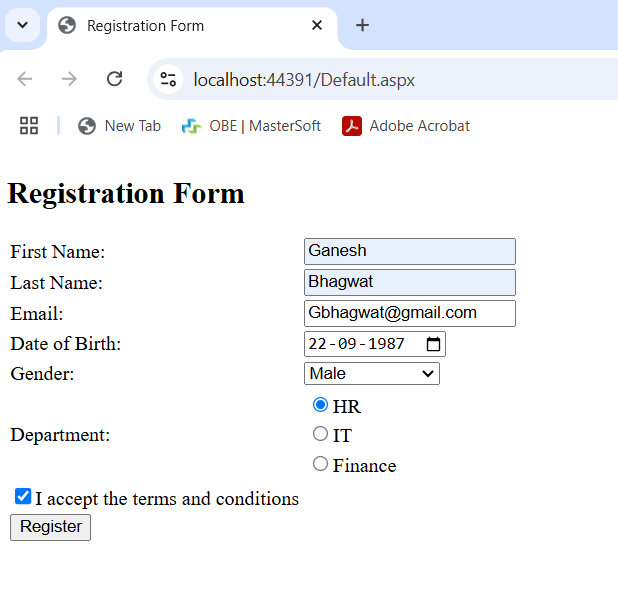 Registration Form
localhost:44391/Default.aspx
New Tab OBE | MasterSoft Adobe Acrobat
Registration Form
First Name: Ganesh
Last Name: Bhagwat
Email: Gbhagwat@gmail.com
Date of Birth: 22-09-1987
Gender: Male
HR
Department: IT
Finance
I accept the terms and conditions
Register